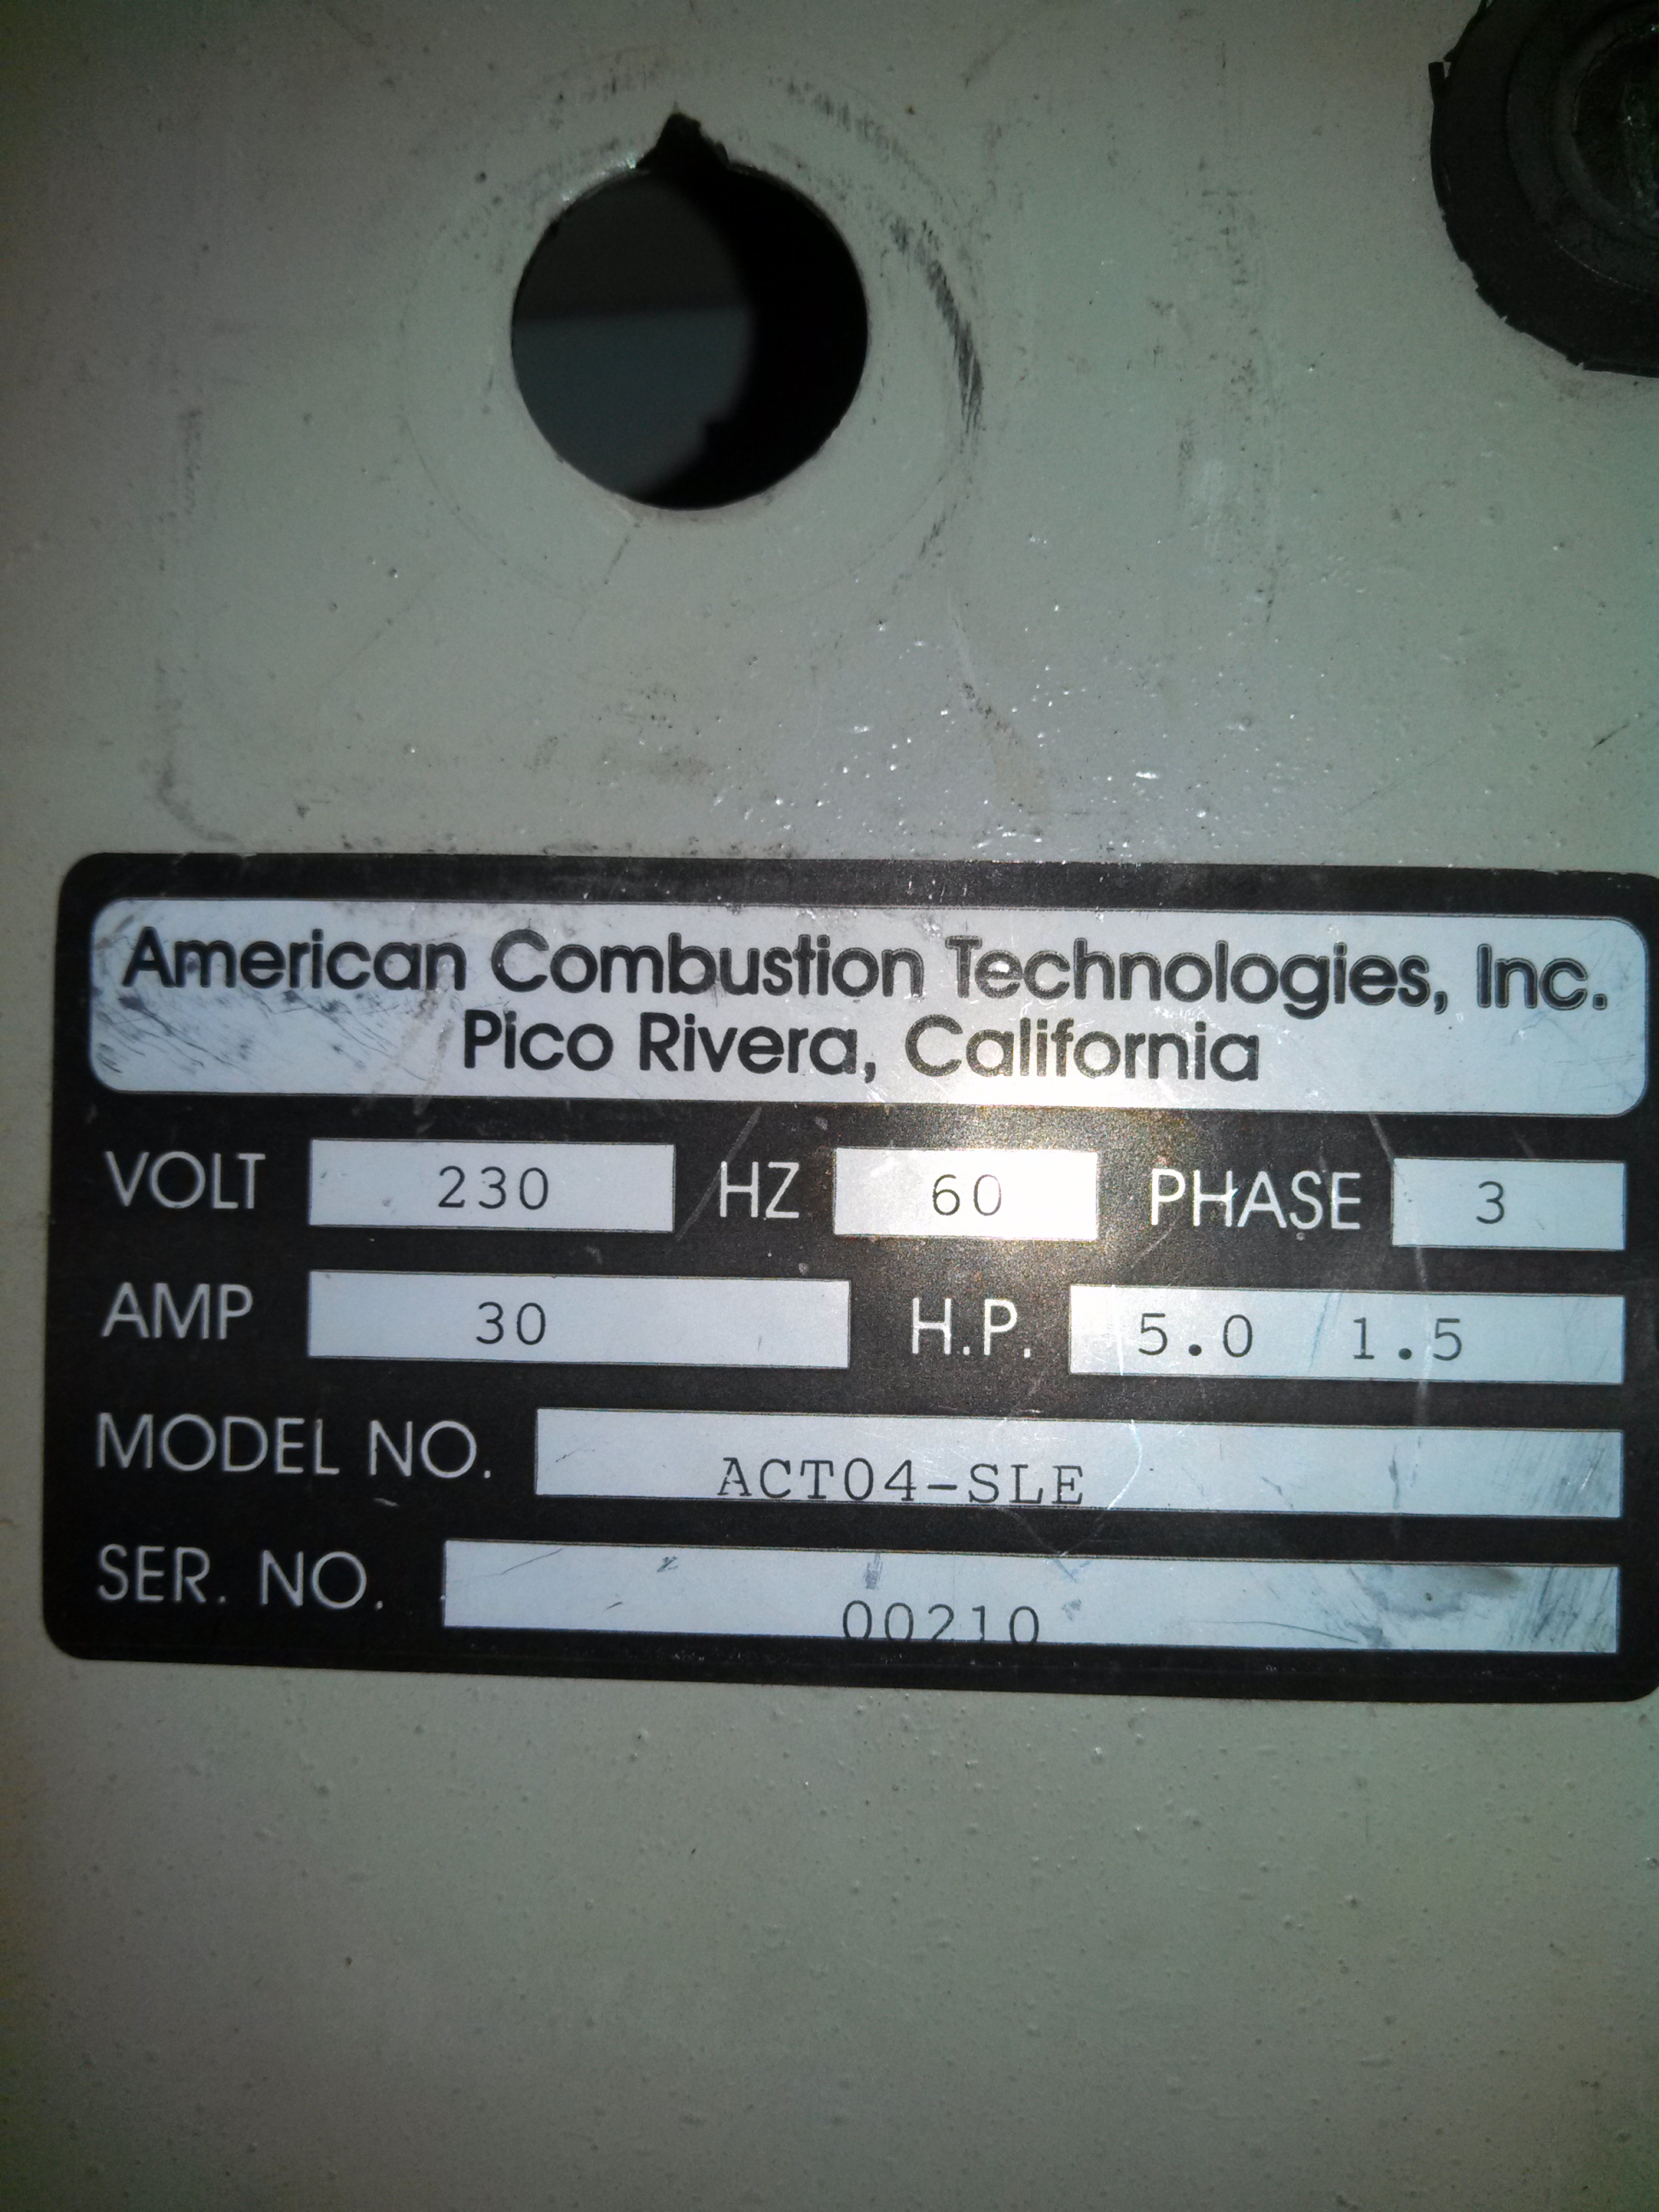 American Combustion Technologies, Inc.
Pico Rivera, California
VOLT 230 HZ 60 PHASE 3
AMP 30 H.P. 5.0 1.5
MODEL NO. ACT04-SLE
SER. NO. 00210